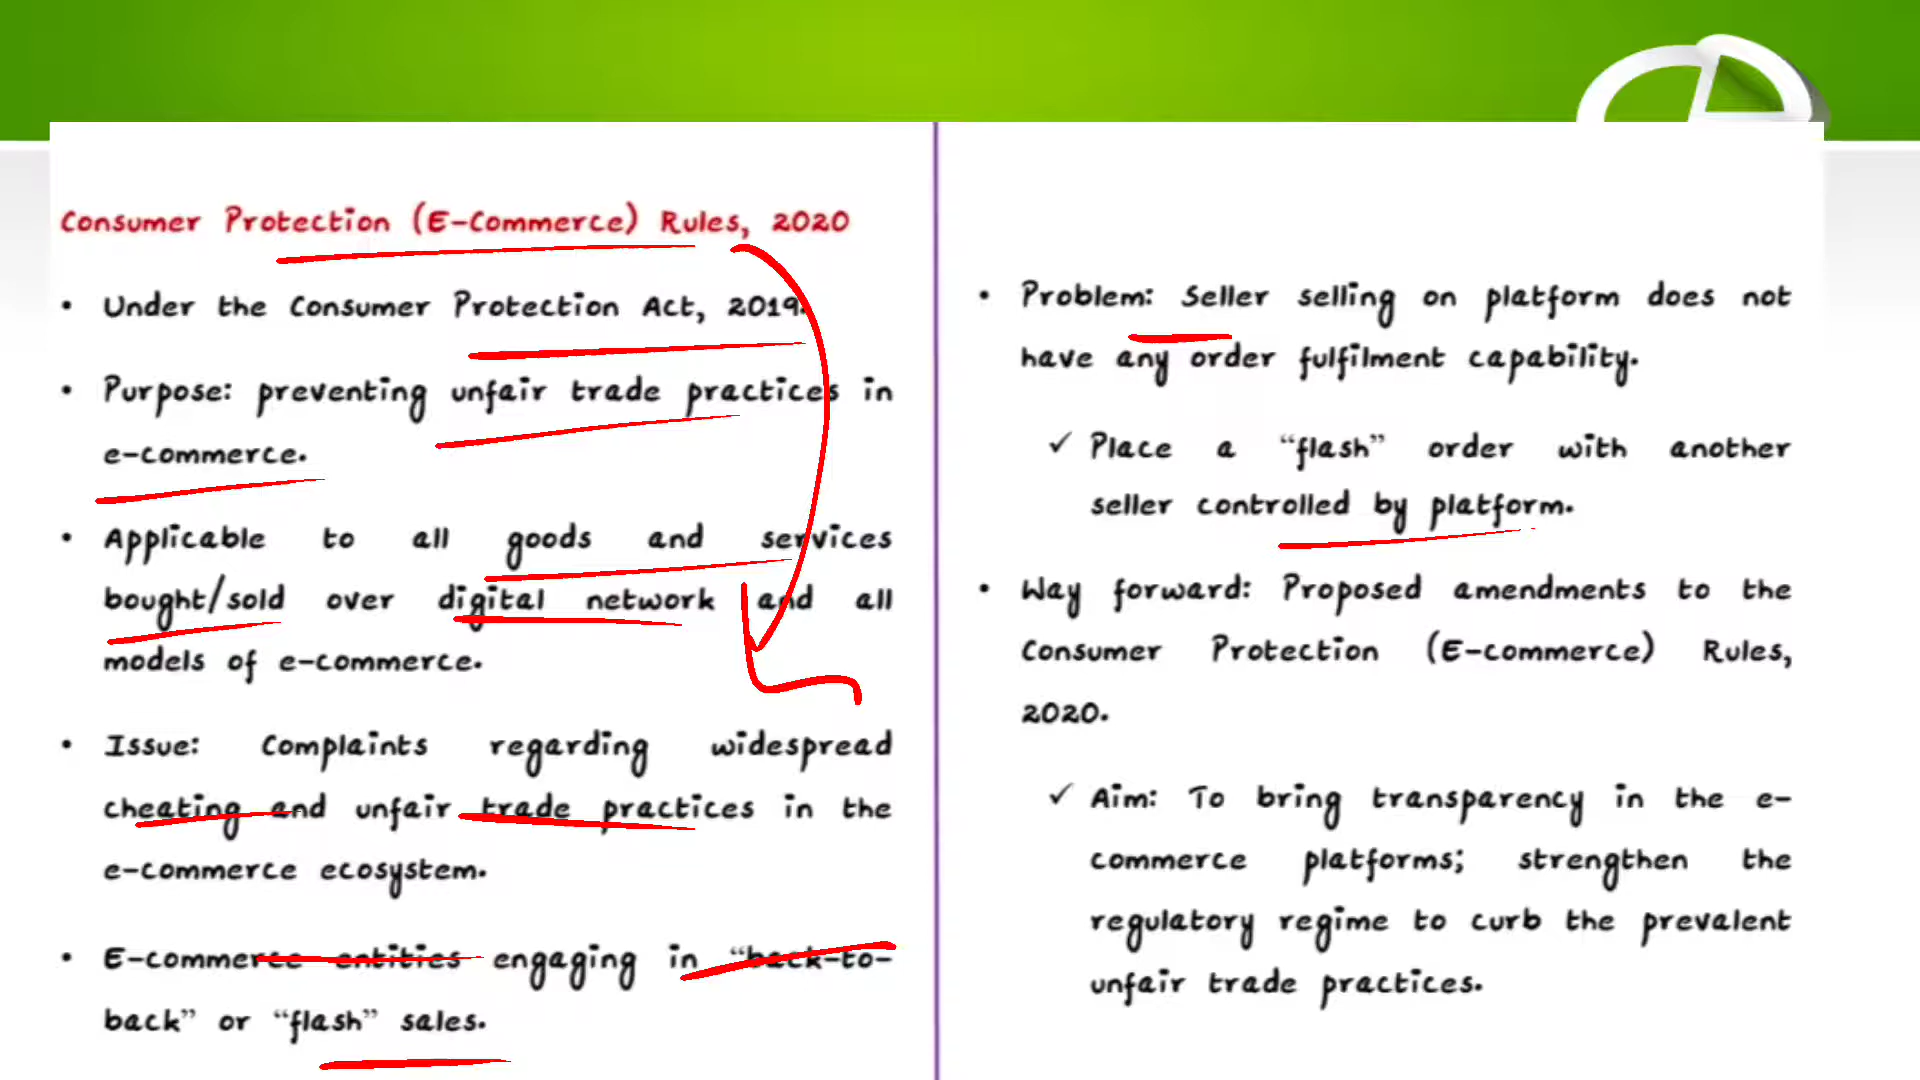 Consumer Protection (E-Commerce) Rules, 2020
• Under the Consumer Protection Act, 2019.
• Purpose: preventing unfair trade practices in
e-commerce.
• Applicable to all goods and services
bought/sold over digital network and all
models of e-commerce.
• Issue: Complaints regarding widespread
cheating and unfair trade practices in the
e-commerce ecosystem.
• E-commerce entities engaging in “back-to-
back” or “flash” sales.
• Problem: Seller selling on platform does not
have any order fulfilment capability.
✓ Place a “flash” order with another
seller controlled by platform.
• Way forward: Proposed amendments to the
Consumer Protection (E-commerce) Rules,
2020.
✓ Aim: To bring transparency in the e-
commerce platforms; strengthen the
regulatory regime to curb the prevalent
unfair trade practices.